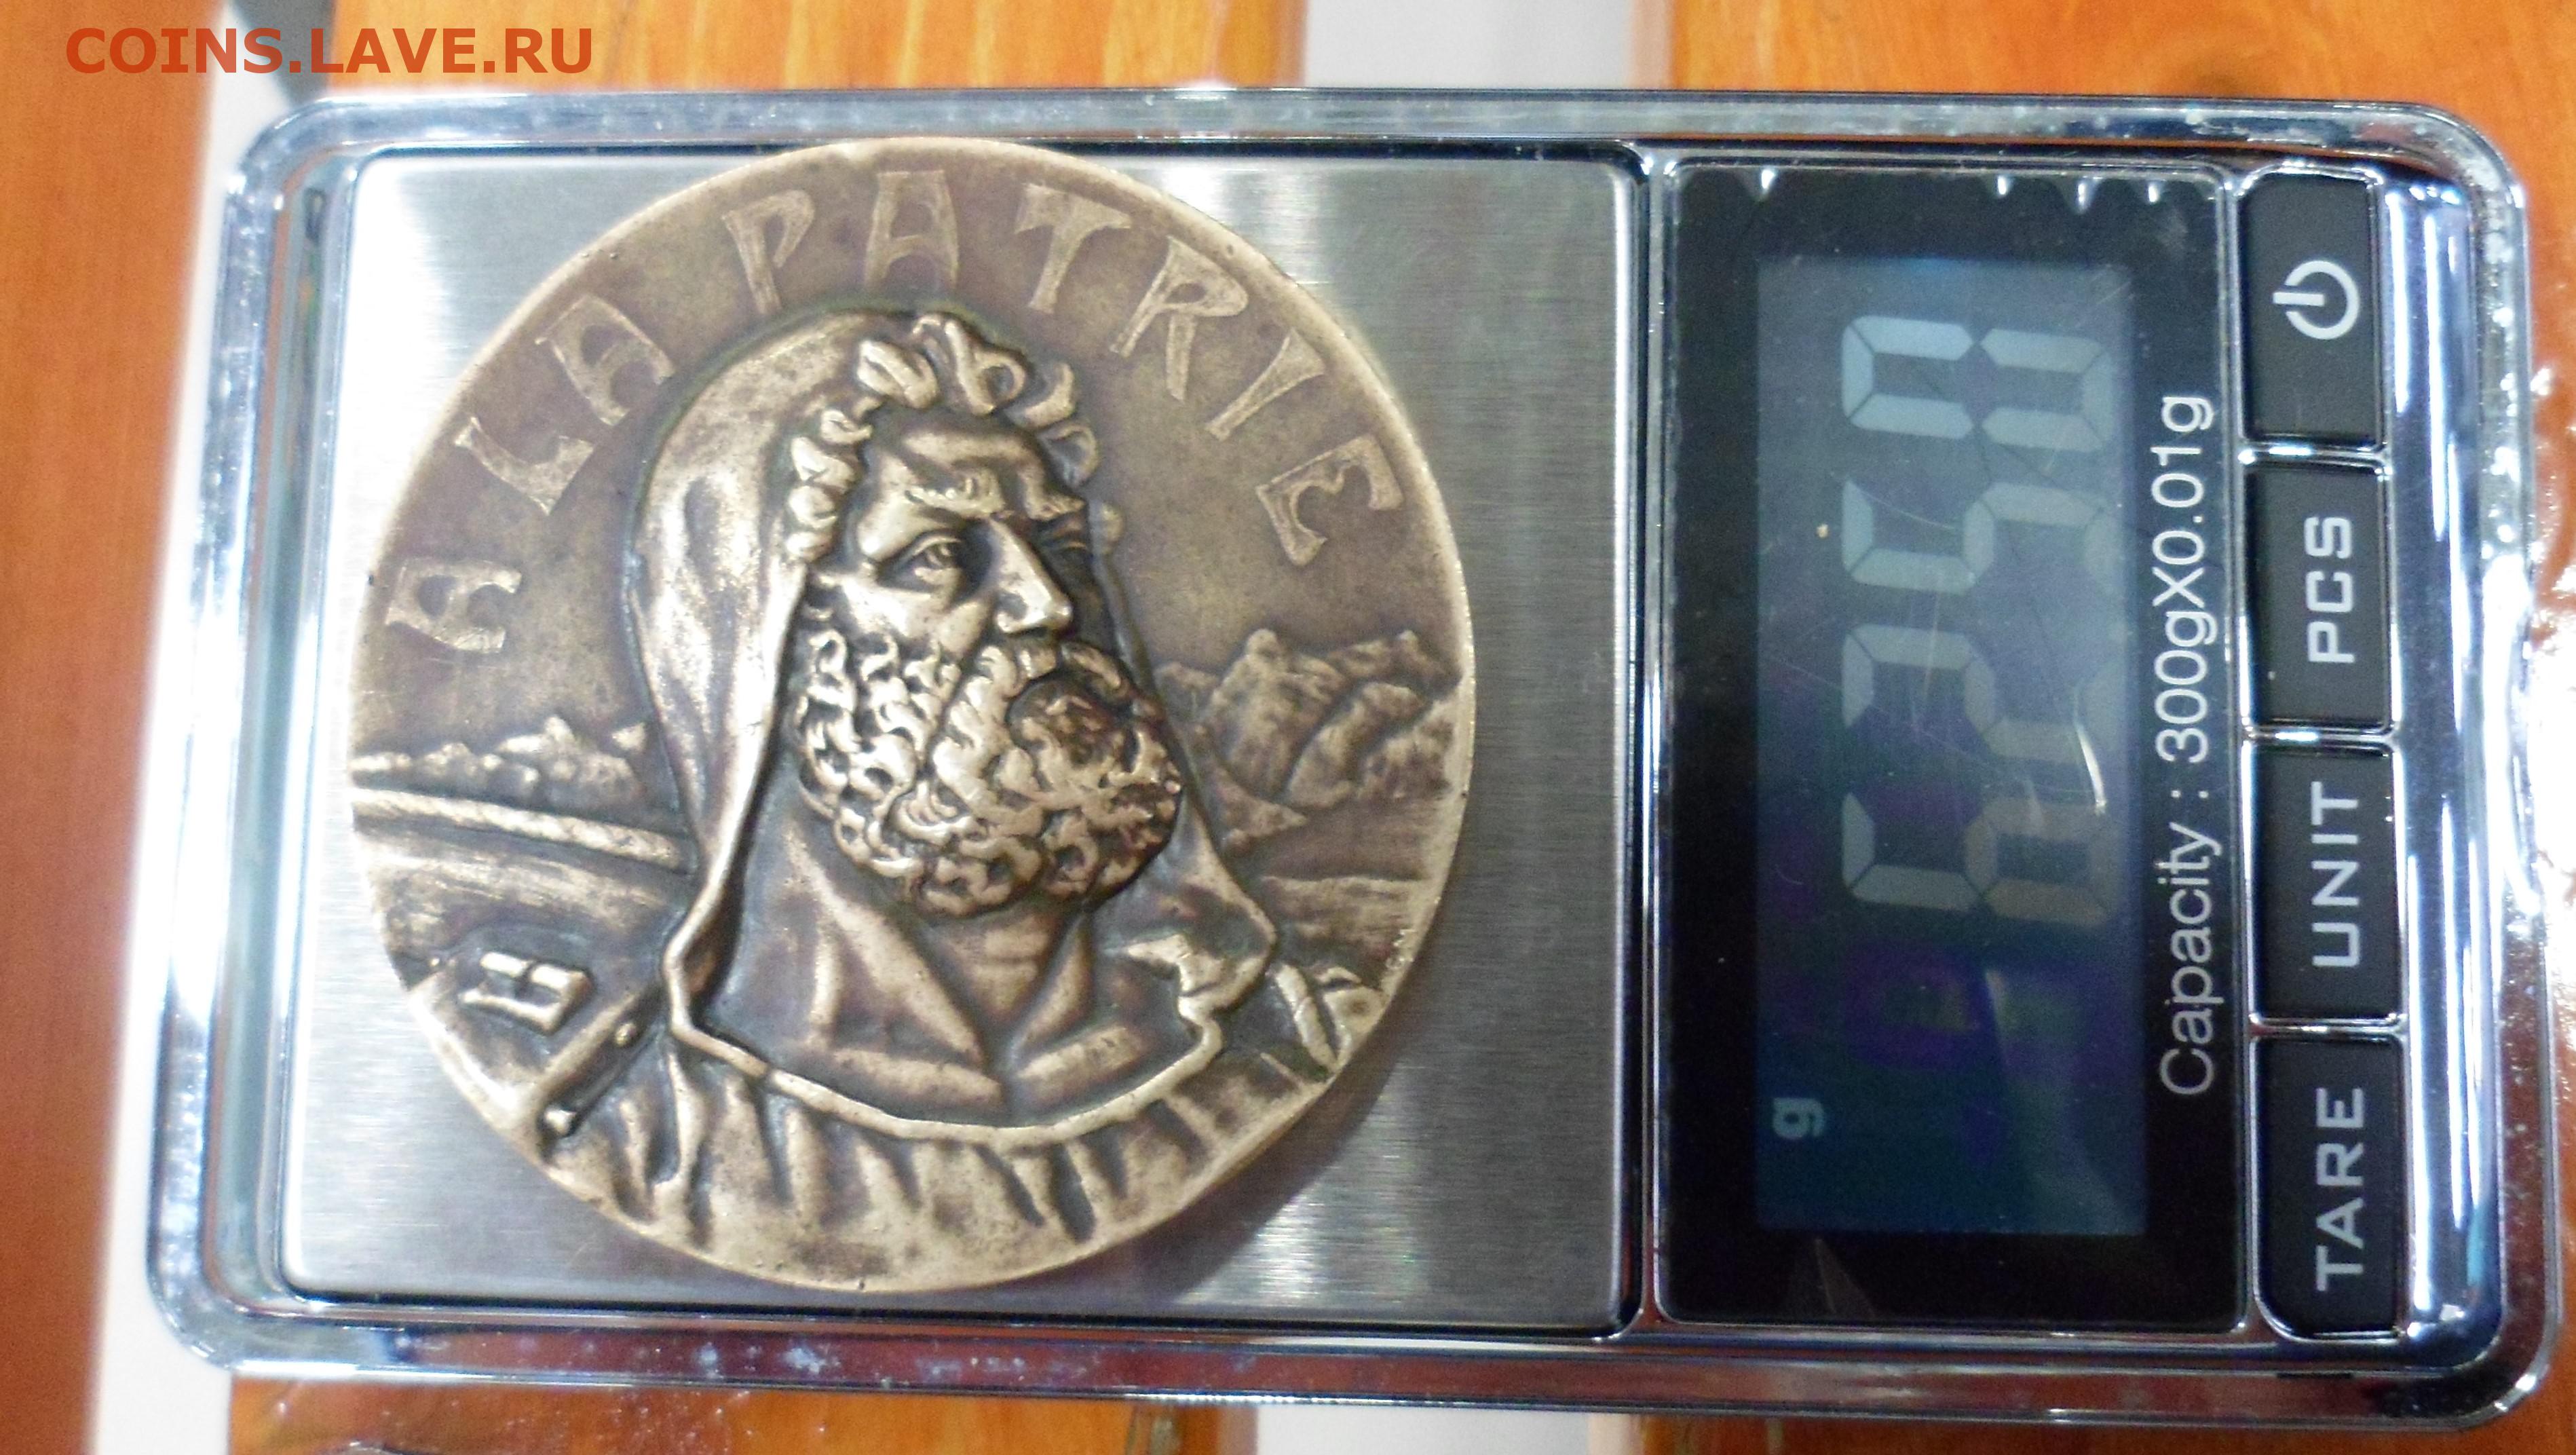 COINS.LAVE.RU
A LA PATRIE
g
Capacity : 300gX0.01g
TARE
UNIT
PCS